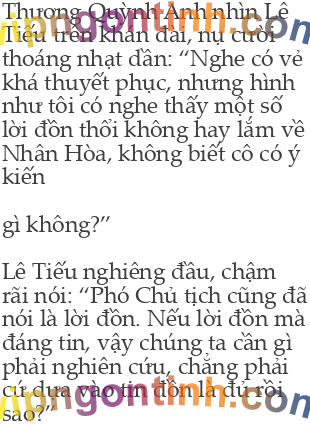 Thượng Quỳnh Anh nhìn Lê
Tiếu trên khán đài, nụ cười
thoáng nhạt dần: “Nghe có vẻ
khá thuyết phục, nhưng hình
như tôi có nghe thấy một số
lời đồn thổi không hay lắm về
Nhân Hòa, không biết cô có ý
kiến
gì không?”
Lê Tiếu nghiêng đầu, chậm
rãi nói: “Phó Chủ tịch cũng đã
nói là lời đồn. Nếu lời đồn mà
đáng tin, vậy chúng ta cần gì
phải nghiên cứu, chẳng phải
cứ dựa vào tin đồn là đủ rồi
sao?”
vipngontinh.com
vipngontinh.com